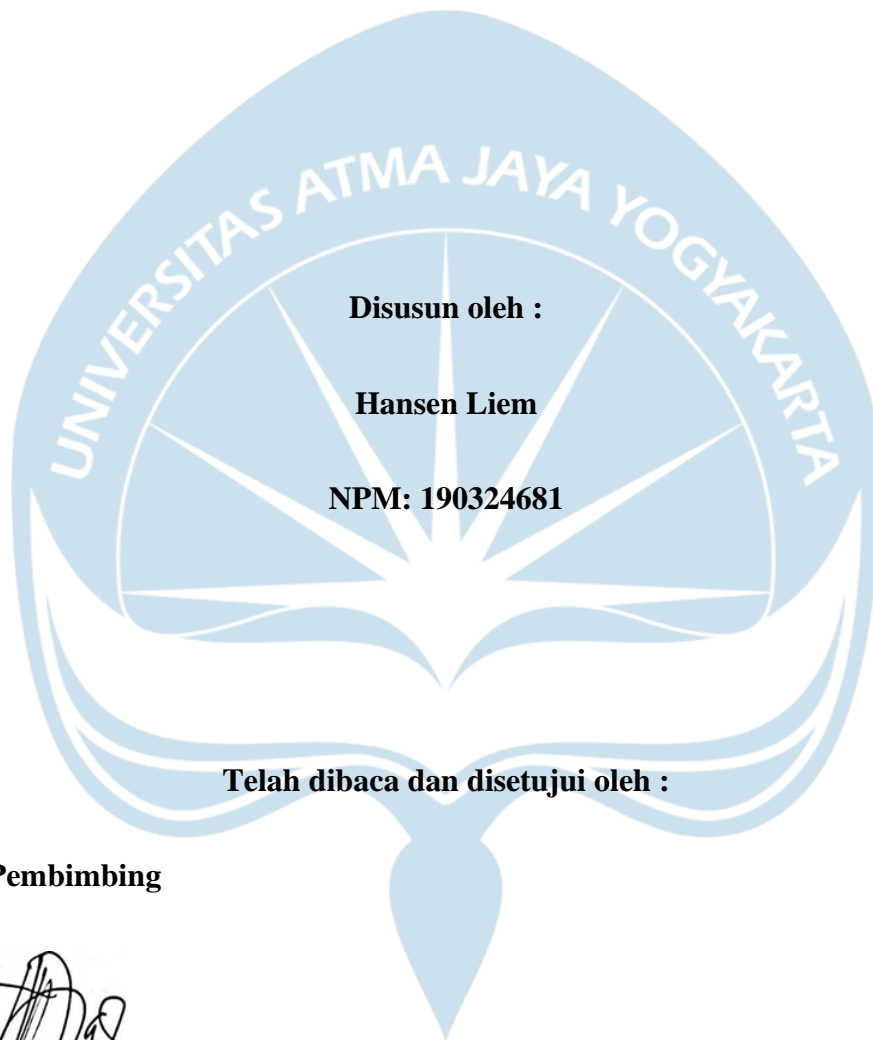 UNIVERSITAS ATMA JAYA YOGYAKARTA
Disusun oleh :
Hansen Liem
NPM: 190324681
Telah dibaca dan disetujui oleh :
Pembimbing